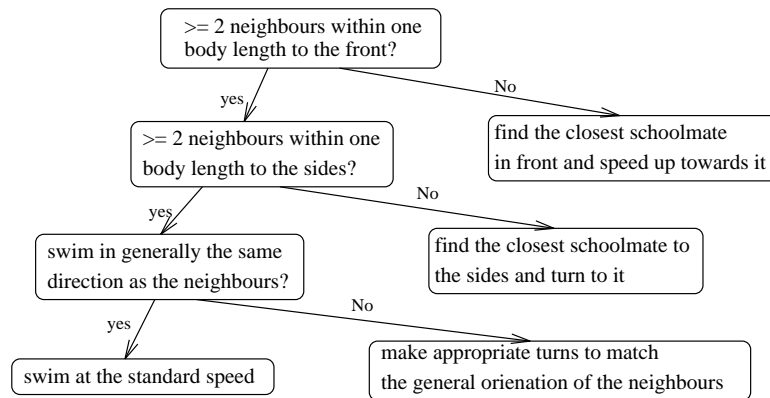 >= 2 neighbours within one
body length to the front?
yes
No
>= 2 neighbours within one
body length to the sides?
find the closest schoolmate
in front and speed up towards it
yes
No
swim in generally the same
direction as the neighbours?
find the closest schoolmate to
the sides and turn to it
yes
No
swim at the standard speed
make appropriate turns to match
the general orienation of the neighbours